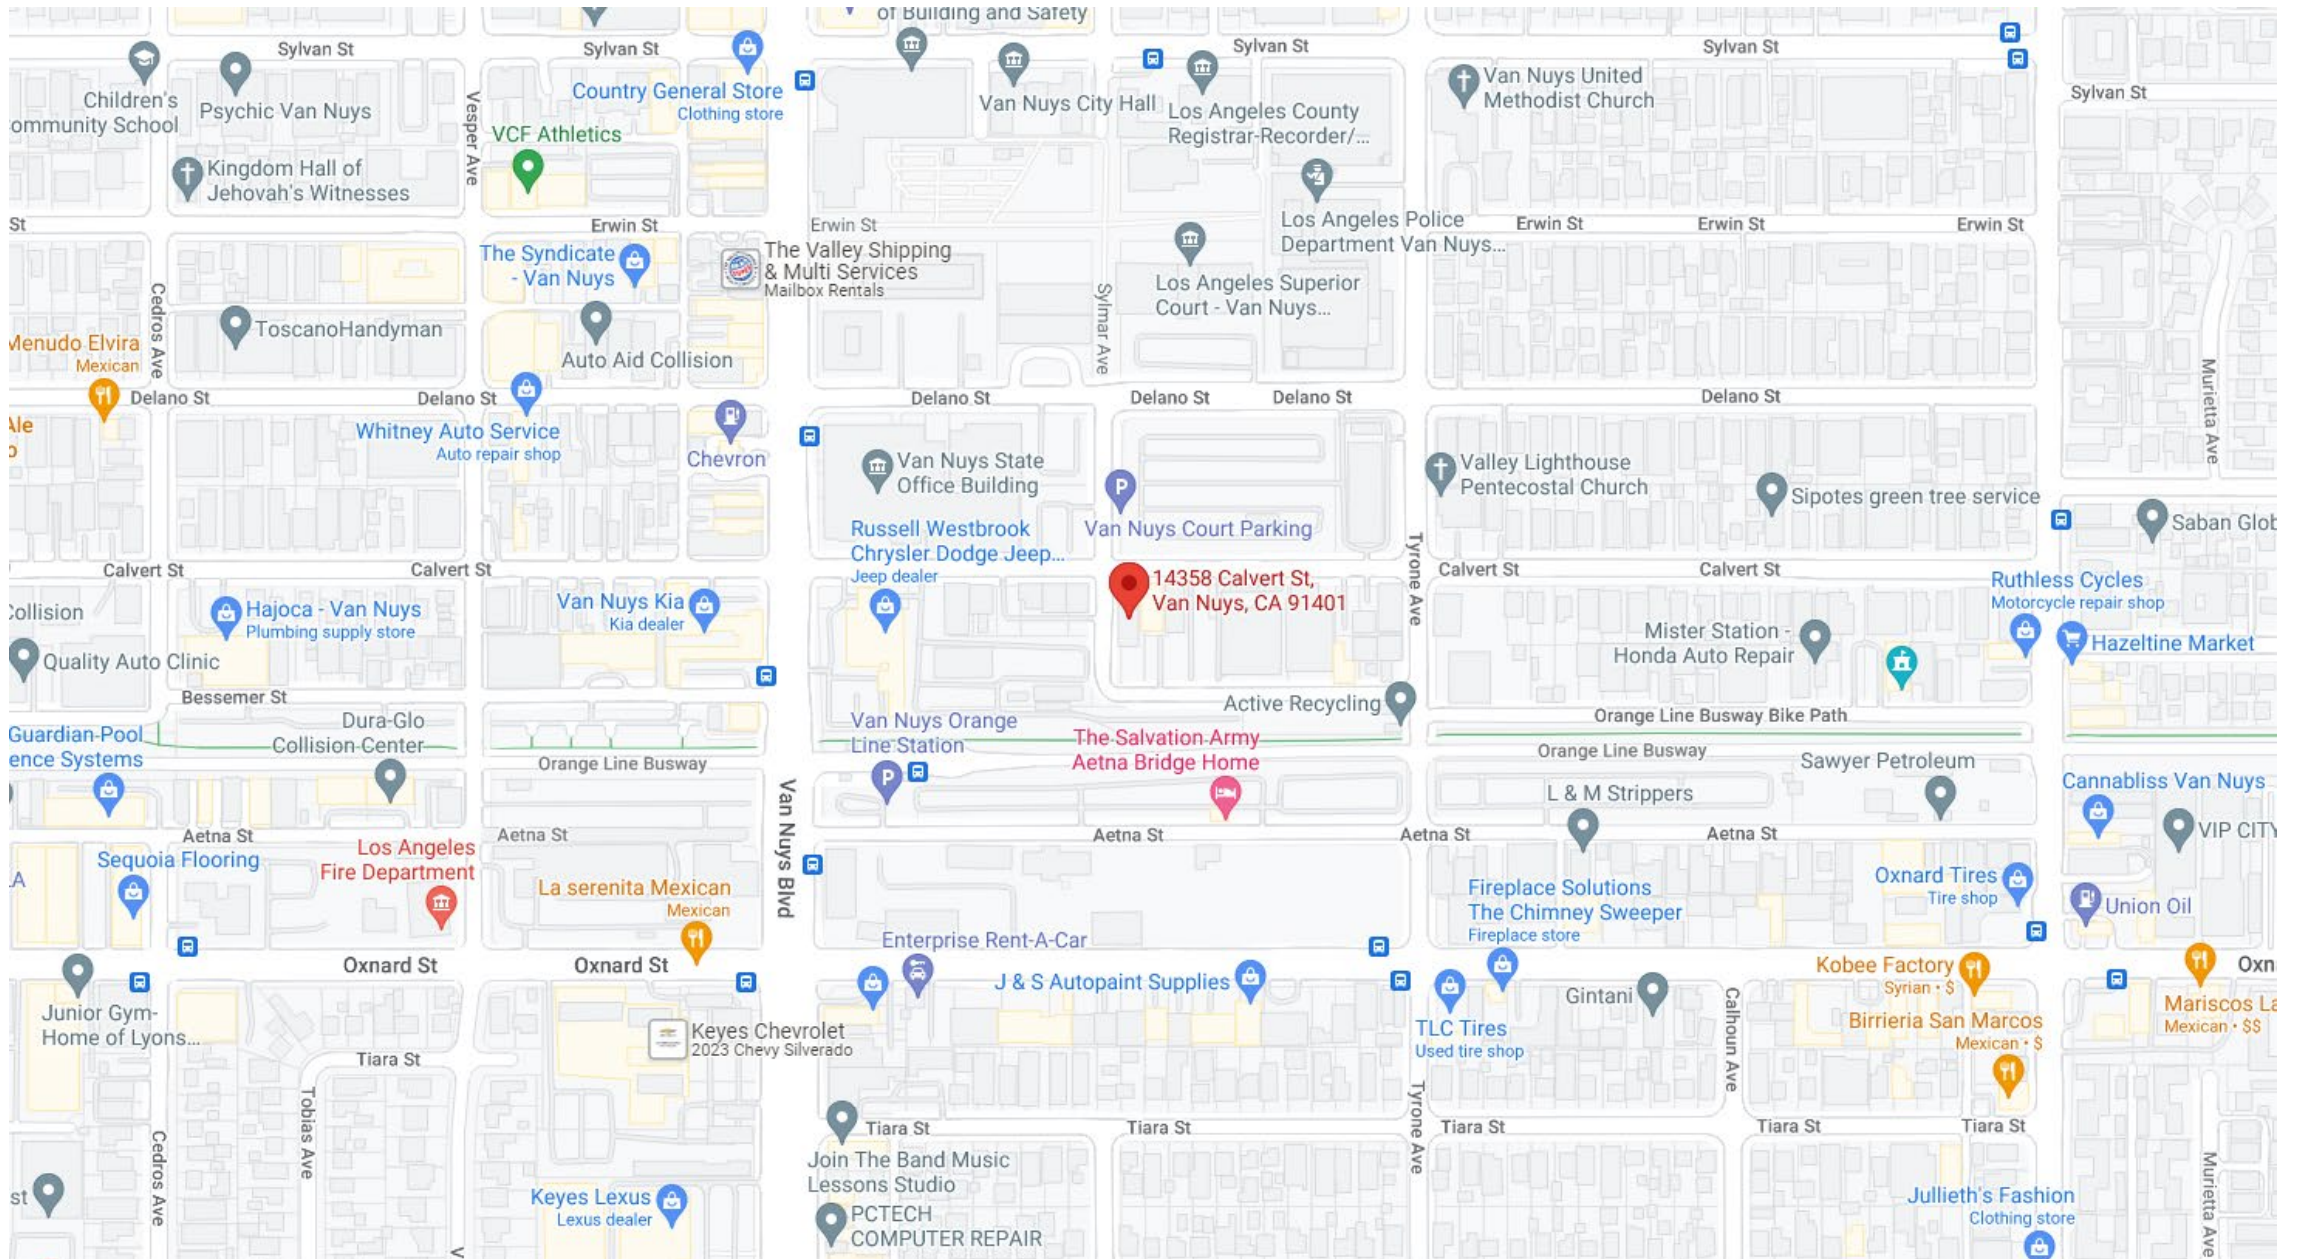 of Building and Safety
Sylvan St
Sylvan St
Sylvan St
Sylvan St
Sylvan St
Children's
ommunity School
Psychic Van Nuys
Vesper Ave
Country General Store
Clothing store
Van Nuys City Hall
Los Angeles County
Registrar-Recorder/...
Van Nuys United
Methodist Church
VCF Athletics
Kingdom Hall of
Jehovah's Witnesses
Los Angeles Police
Department Van Nuys...
St
Erwin St
Erwin St
Erwin St
Erwin St
Erwin St
The Syndicate
- Van Nuys
The Valley Shipping
& Multi Services
Mailbox Rentals
Los Angeles Superior
Court - Van Nuys...
Cedros Ave
Sylmar Ave
ToscanoHandyman
Menudo Elvira
Mexican
Auto Aid Collision
Murietta Ave
Delano St
Delano St
Delano St
Delano St
Delano St
Delano St
Ale
o
Whitney Auto Service
Auto repair shop
Chevron
Van Nuys State
Office Building
P
Van Nuys Court Parking
Valley Lighthouse
Pentecostal Church
Sipotes green tree service
Saban Glob
Russell Westbrook
Chrysler Dodge Jeep...
Jeep dealer
Tyrone Ave
Calvert St
Calvert St
Calvert St
Calvert St
14358 Calvert St,
Van Nuys, CA 91401
Ruthless Cycles
Motorcycle repair shop
Collision
Hajoca - Van Nuys
Plumbing supply store
Van Nuys Kia
Kia dealer
Mister Station -
Honda Auto Repair
Hazeltine Market
Quality Auto Clinic
Bessemer St
Active Recycling
Orange Line Busway Bike Path
Guardian Pool
ence Systems
Dura-Glo
Collision Center
Van Nuys Orange
Line Station
P
The Salvation Army
Aetna Bridge Home
Orange Line Busway
Orange Line Busway
Sawyer Petroleum
L & M Strippers
Cannabliss Van Nuys
Van Nuys Blvd
Aetna St
Aetna St
Aetna St
Aetna St
Aetna St
VIP CITY
Sequoia Flooring
Los Angeles
Fire Department
La serenita Mexican
Mexican
A
Fireplace Solutions
The Chimney Sweeper
Fireplace store
Oxnard Tires
Tire shop
Union Oil
Enterprise Rent-A-Car
Oxnard St
Oxnard St
Oxn
J & S Autopaint Supplies
Gintani
Kobee Factory
Syrian • $
Junior Gym-
Home of Lyons...
Keyes Chevrolet
2023 Chevy Silverado
TLC Tires
Used tire shop
Calhoun Ave
Birrieria San Marcos
Mexican • $
Mariscos La
Mexican • $$
Tiara St
Tobias Ave
Cedros Ave
Tyrone Ave
Tiara St
Tiara St
Tiara St
Tiara St
Tiara St
Join The Band Music
Lessons Studio
st
Keyes Lexus
Lexus dealer
PCTECH
COMPUTER REPAIR
Jullieth's Fashion
Clothing store
Murietta Ave
V